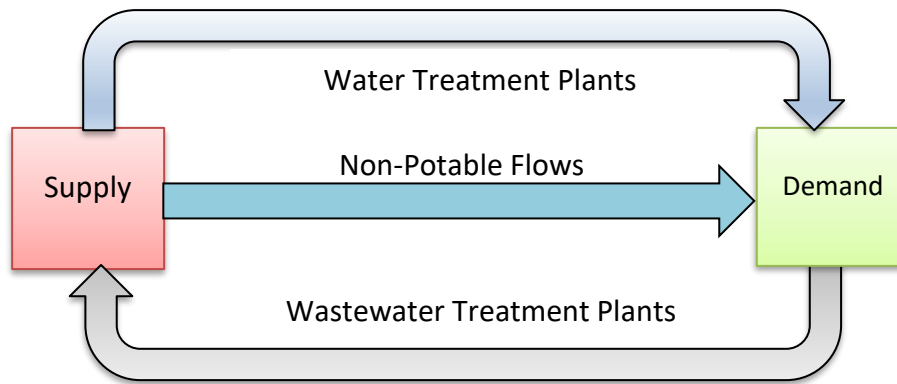 Water Treatment Plants
Non-Potable Flows
Supply
Demand
Wastewater Treatment Plants